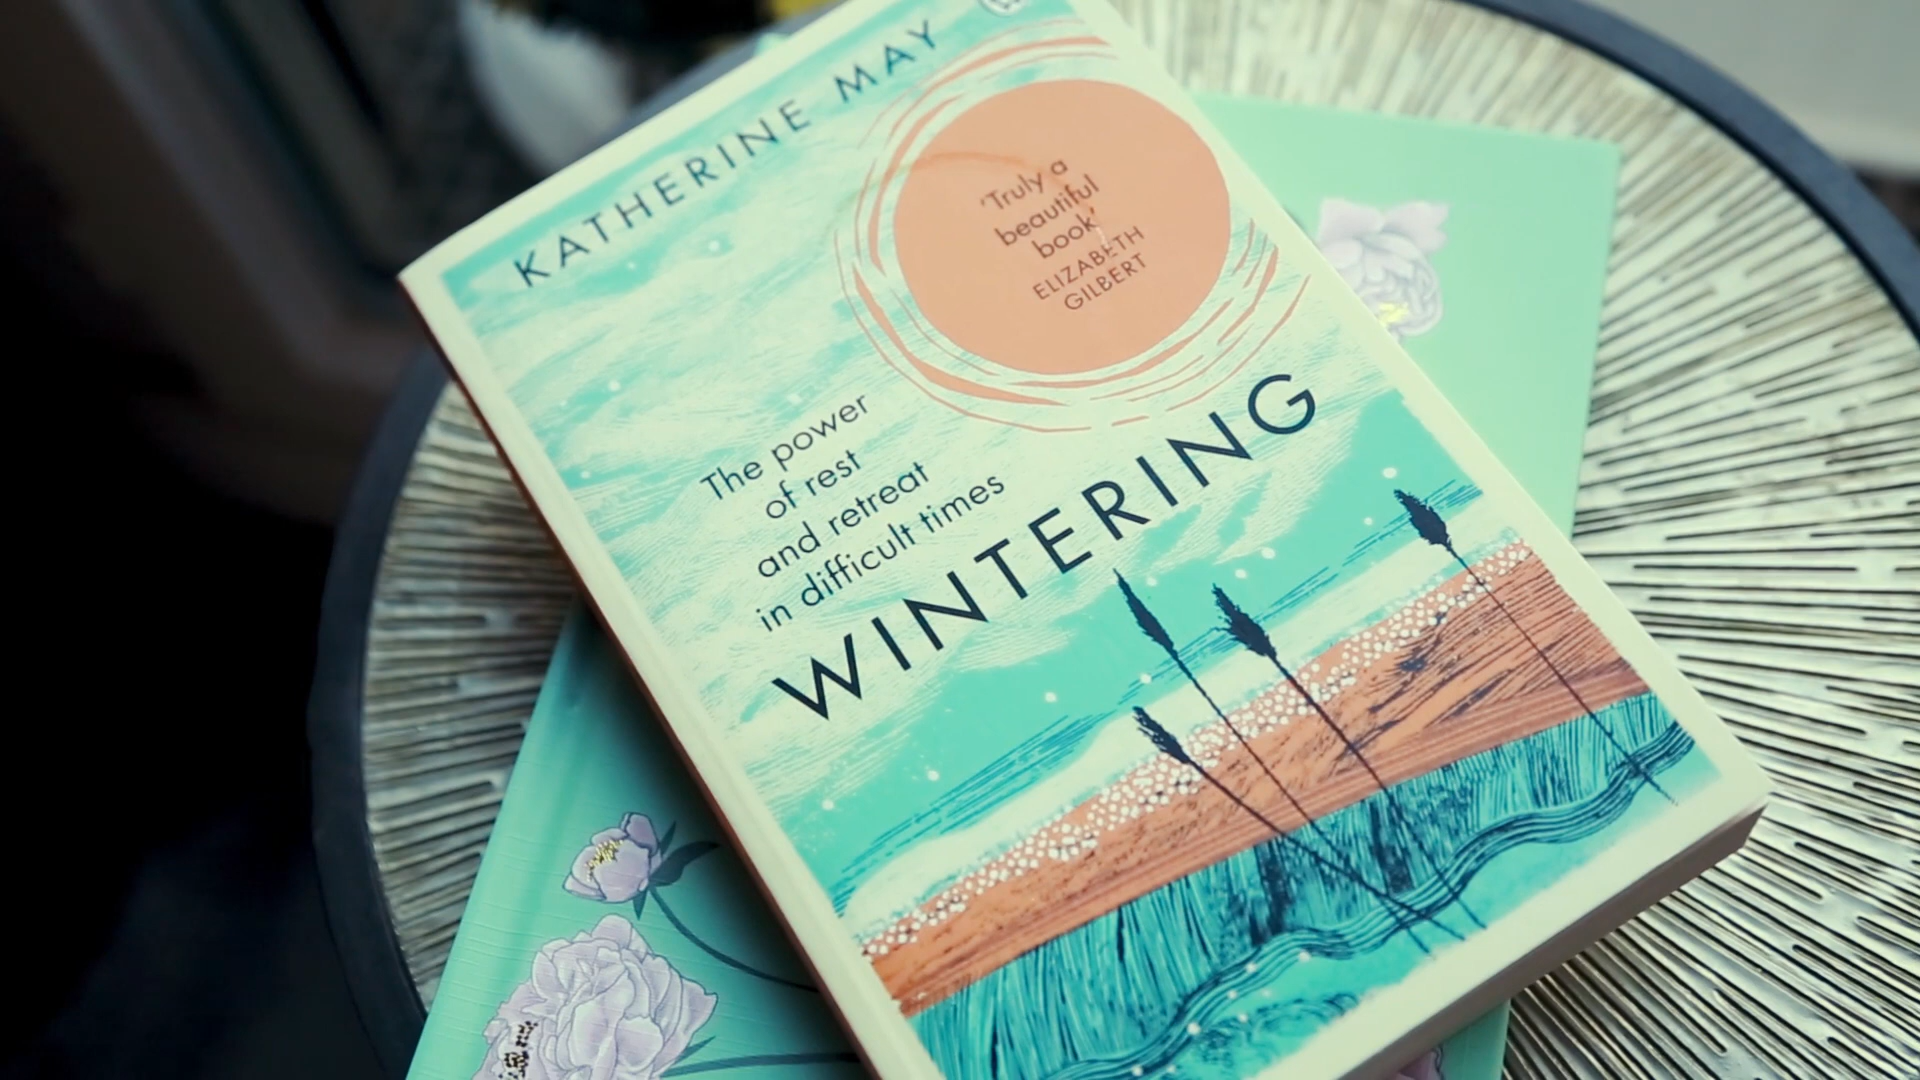 KATHERINE MAY
'Truly a
beautiful
book'
ELIZABETH
GILBERT
The power
of rest
and retreat
in difficult times
WINTERING